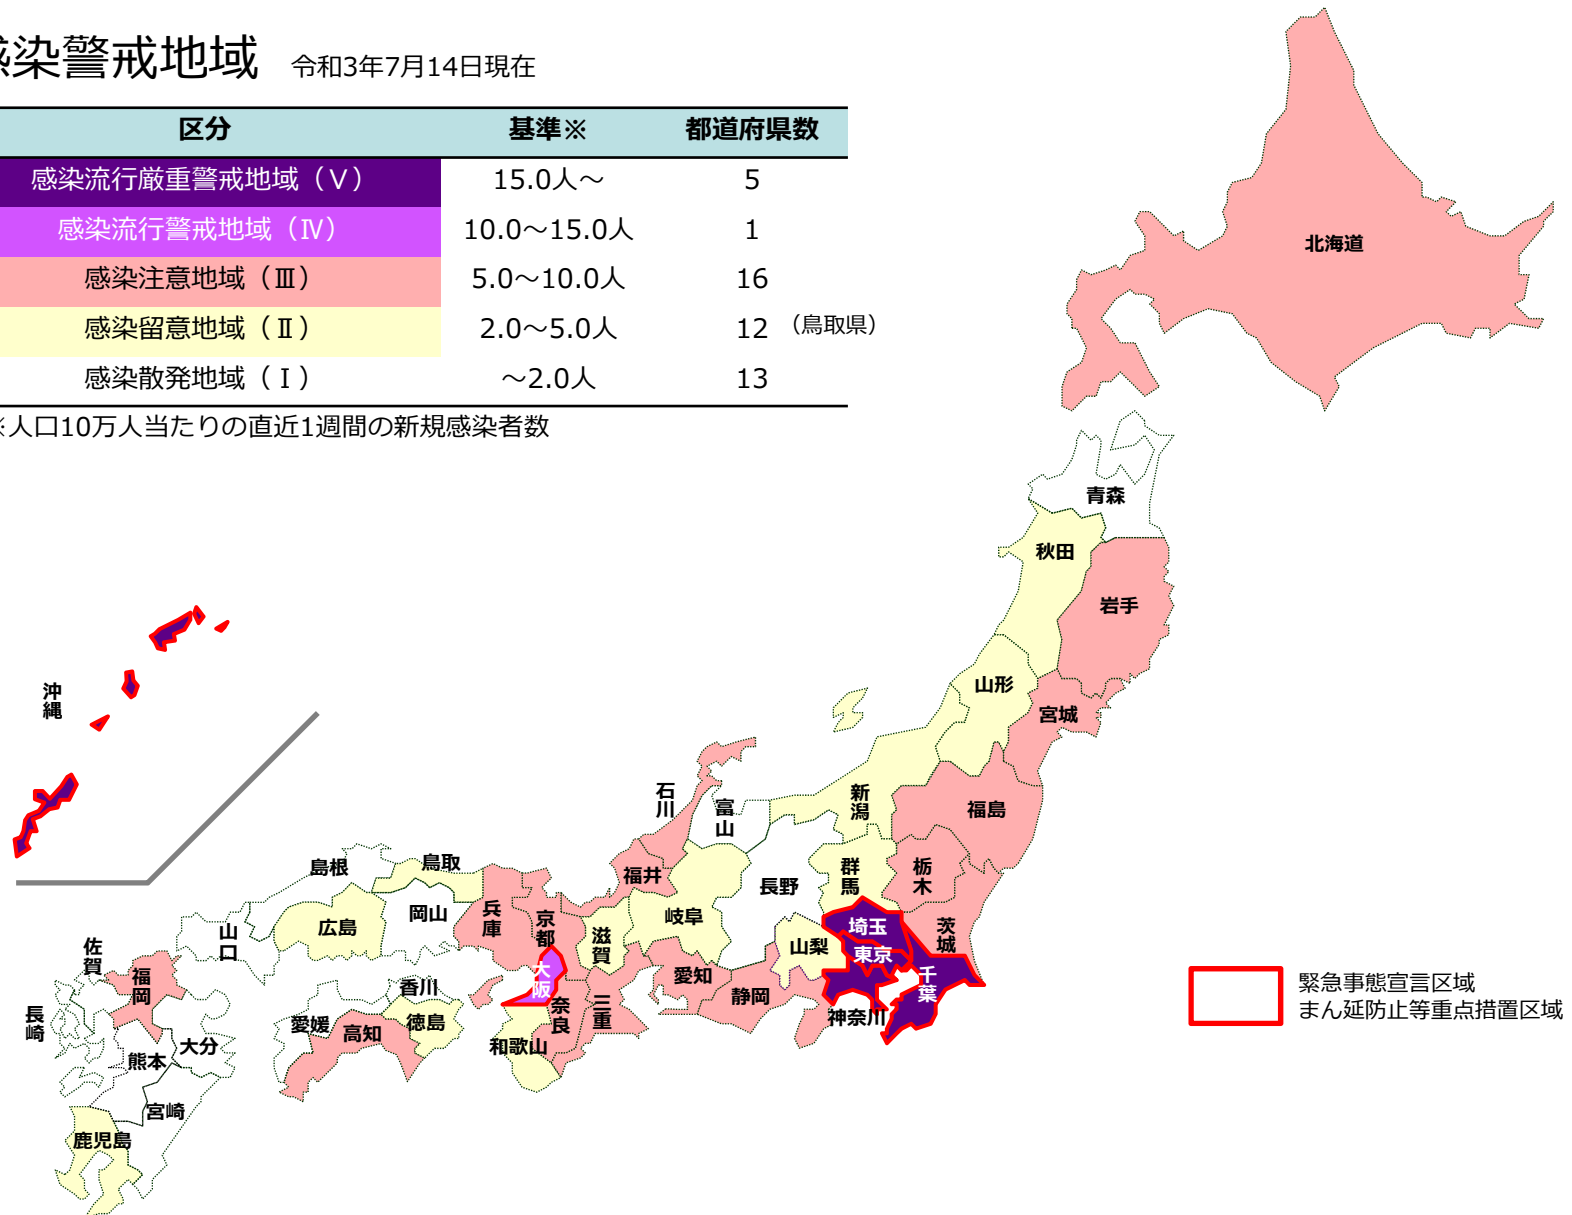 感染警戒地域 令和3年7月14日現在
区分 基準※ 都道府県数
感染流行厳重警戒地域（Ⅴ） 15.0人～ 5
感染流行警戒地域（Ⅳ） 10.0～15.0人 1
感染注意地域（Ⅲ） 5.0～10.0人 16
感染留意地域（Ⅱ） 2.0～5.0人 12 （鳥取県）
感染散発地域（Ⅰ） ～2.0人 13
※人口10万人当たりの直近1週間の新規感染者数
北海道
青森
秋田
岩手
山形
宮城
沖縄
新潟
福島
石川
富山
島根
鳥取
福井
長野
群馬
栃木
岡山
兵庫
京都
滋賀
岐阜
広島
山口
佐賀
福岡
埼玉
東京
茨城
山梨
千葉
大阪
愛知
静岡
神奈川
香川
奈良
三重
長崎
愛媛
高知
徳島
和歌山
大分
熊本
宮崎
鹿児島
緊急事態宣言区域
まん延防止等重点措置区域